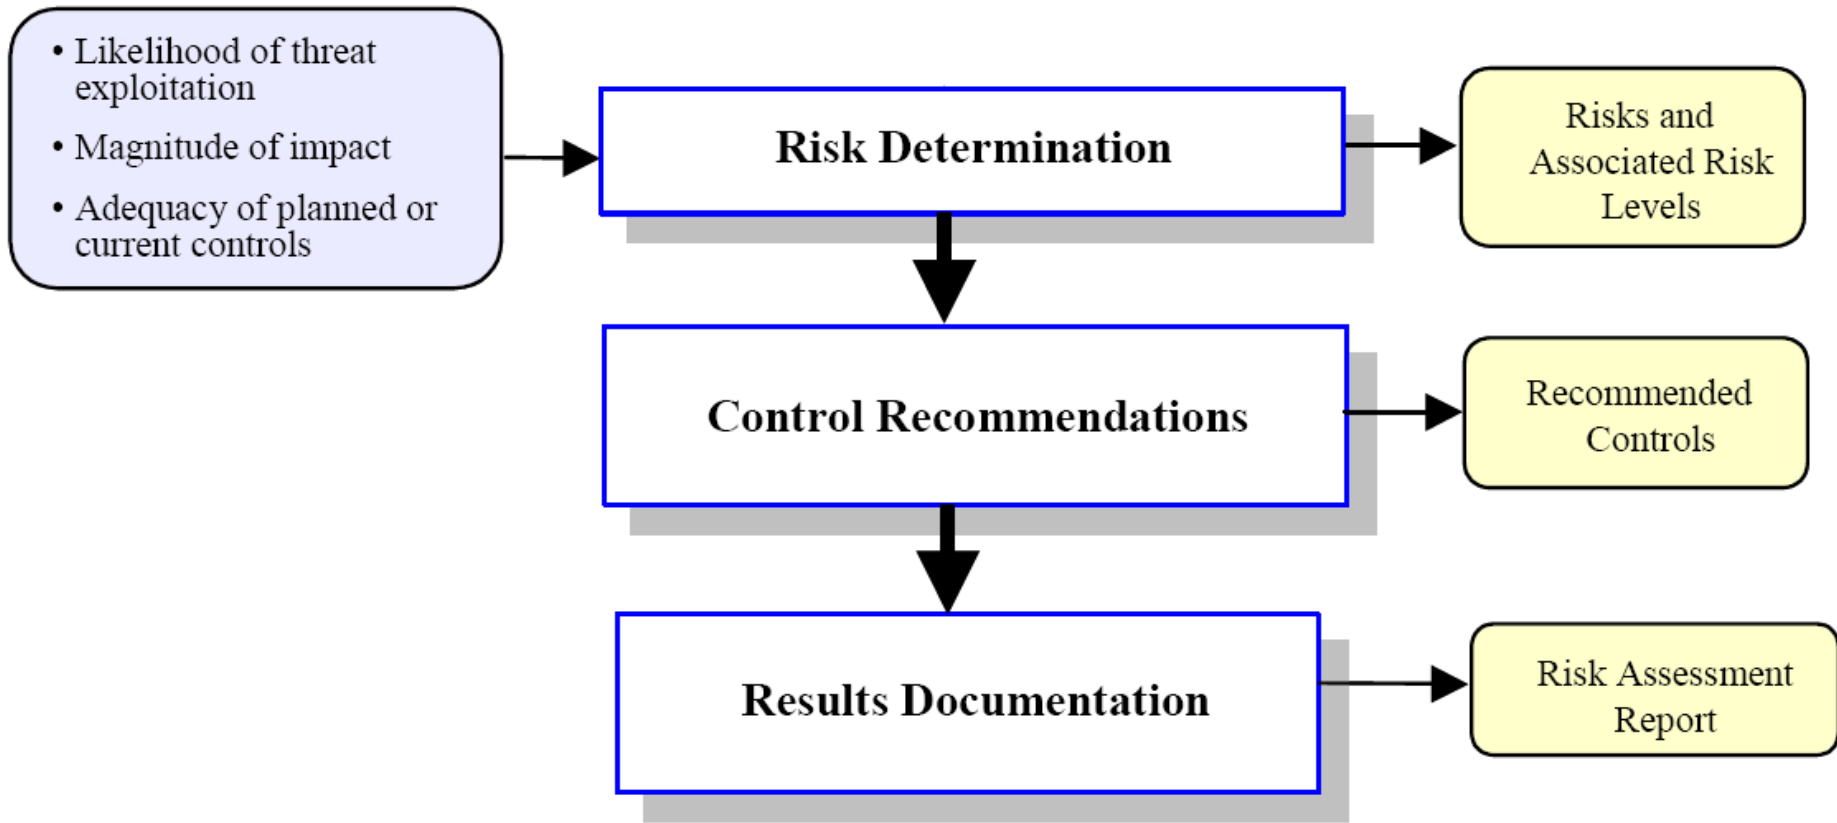 • Likelihood of threat
exploitation
• Magnitude of impact
• Adequacy of planned or
current controls
Risk Determination
Risks and
Associated Risk
Levels
Control Recommendations
Recommended
Controls
Results Documentation
Risk Assessment
Report